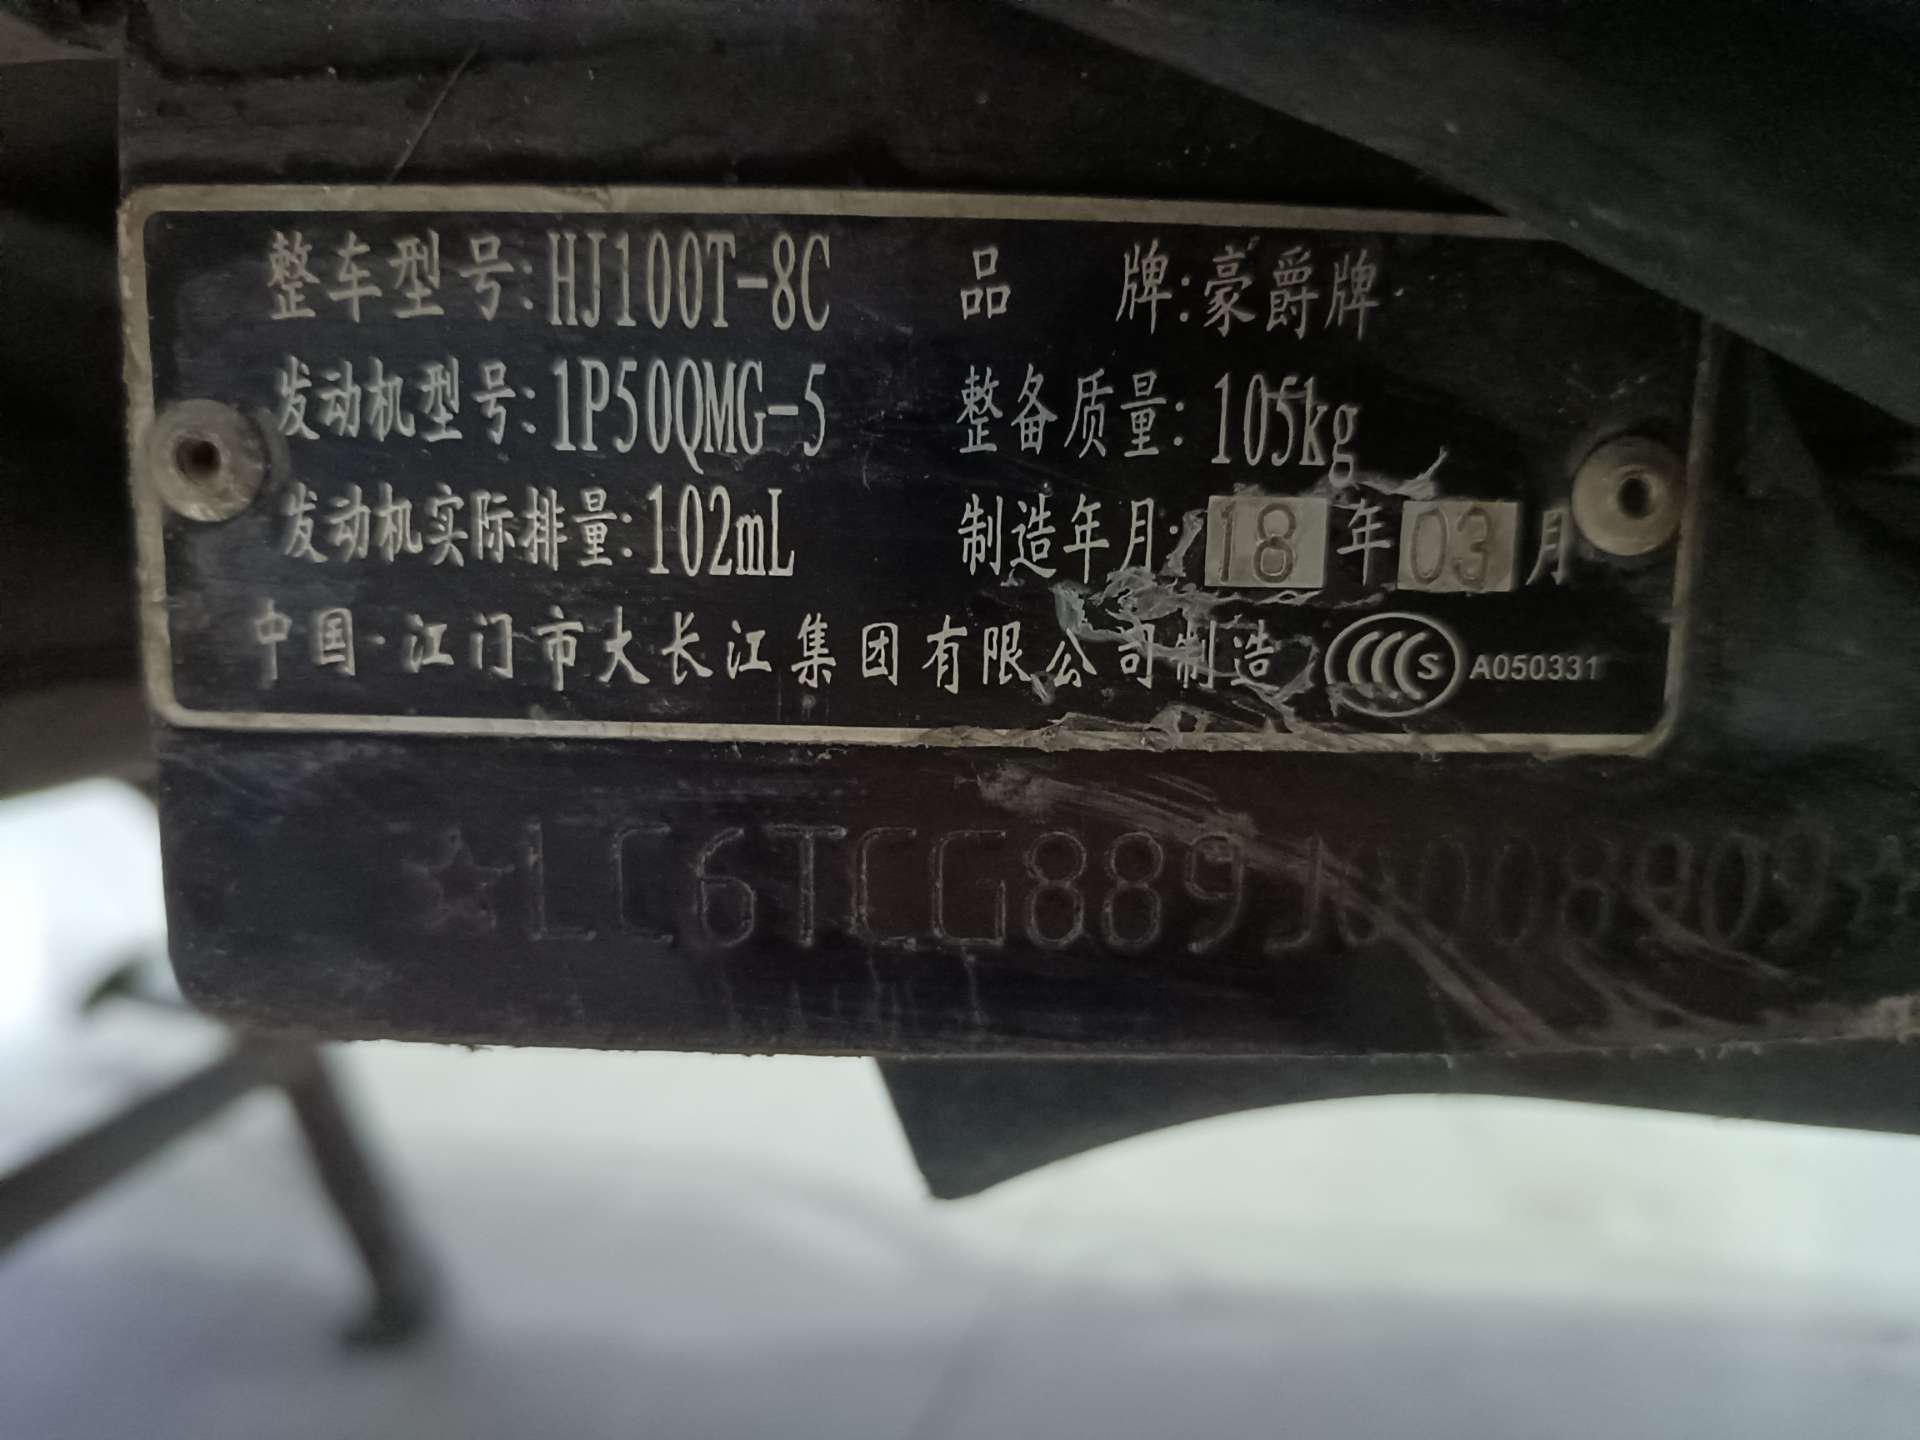 整车型号:HJ100T-8C 品 牌:豪爵牌
发动机型号:1P50QMG-5 整备质量:105kg
发动机实际排量:102mL 制造年月:18年03月
中国·江门市大长江集团有限公司制造 CCCS A050331
☆LC6TCG889J0008909☆